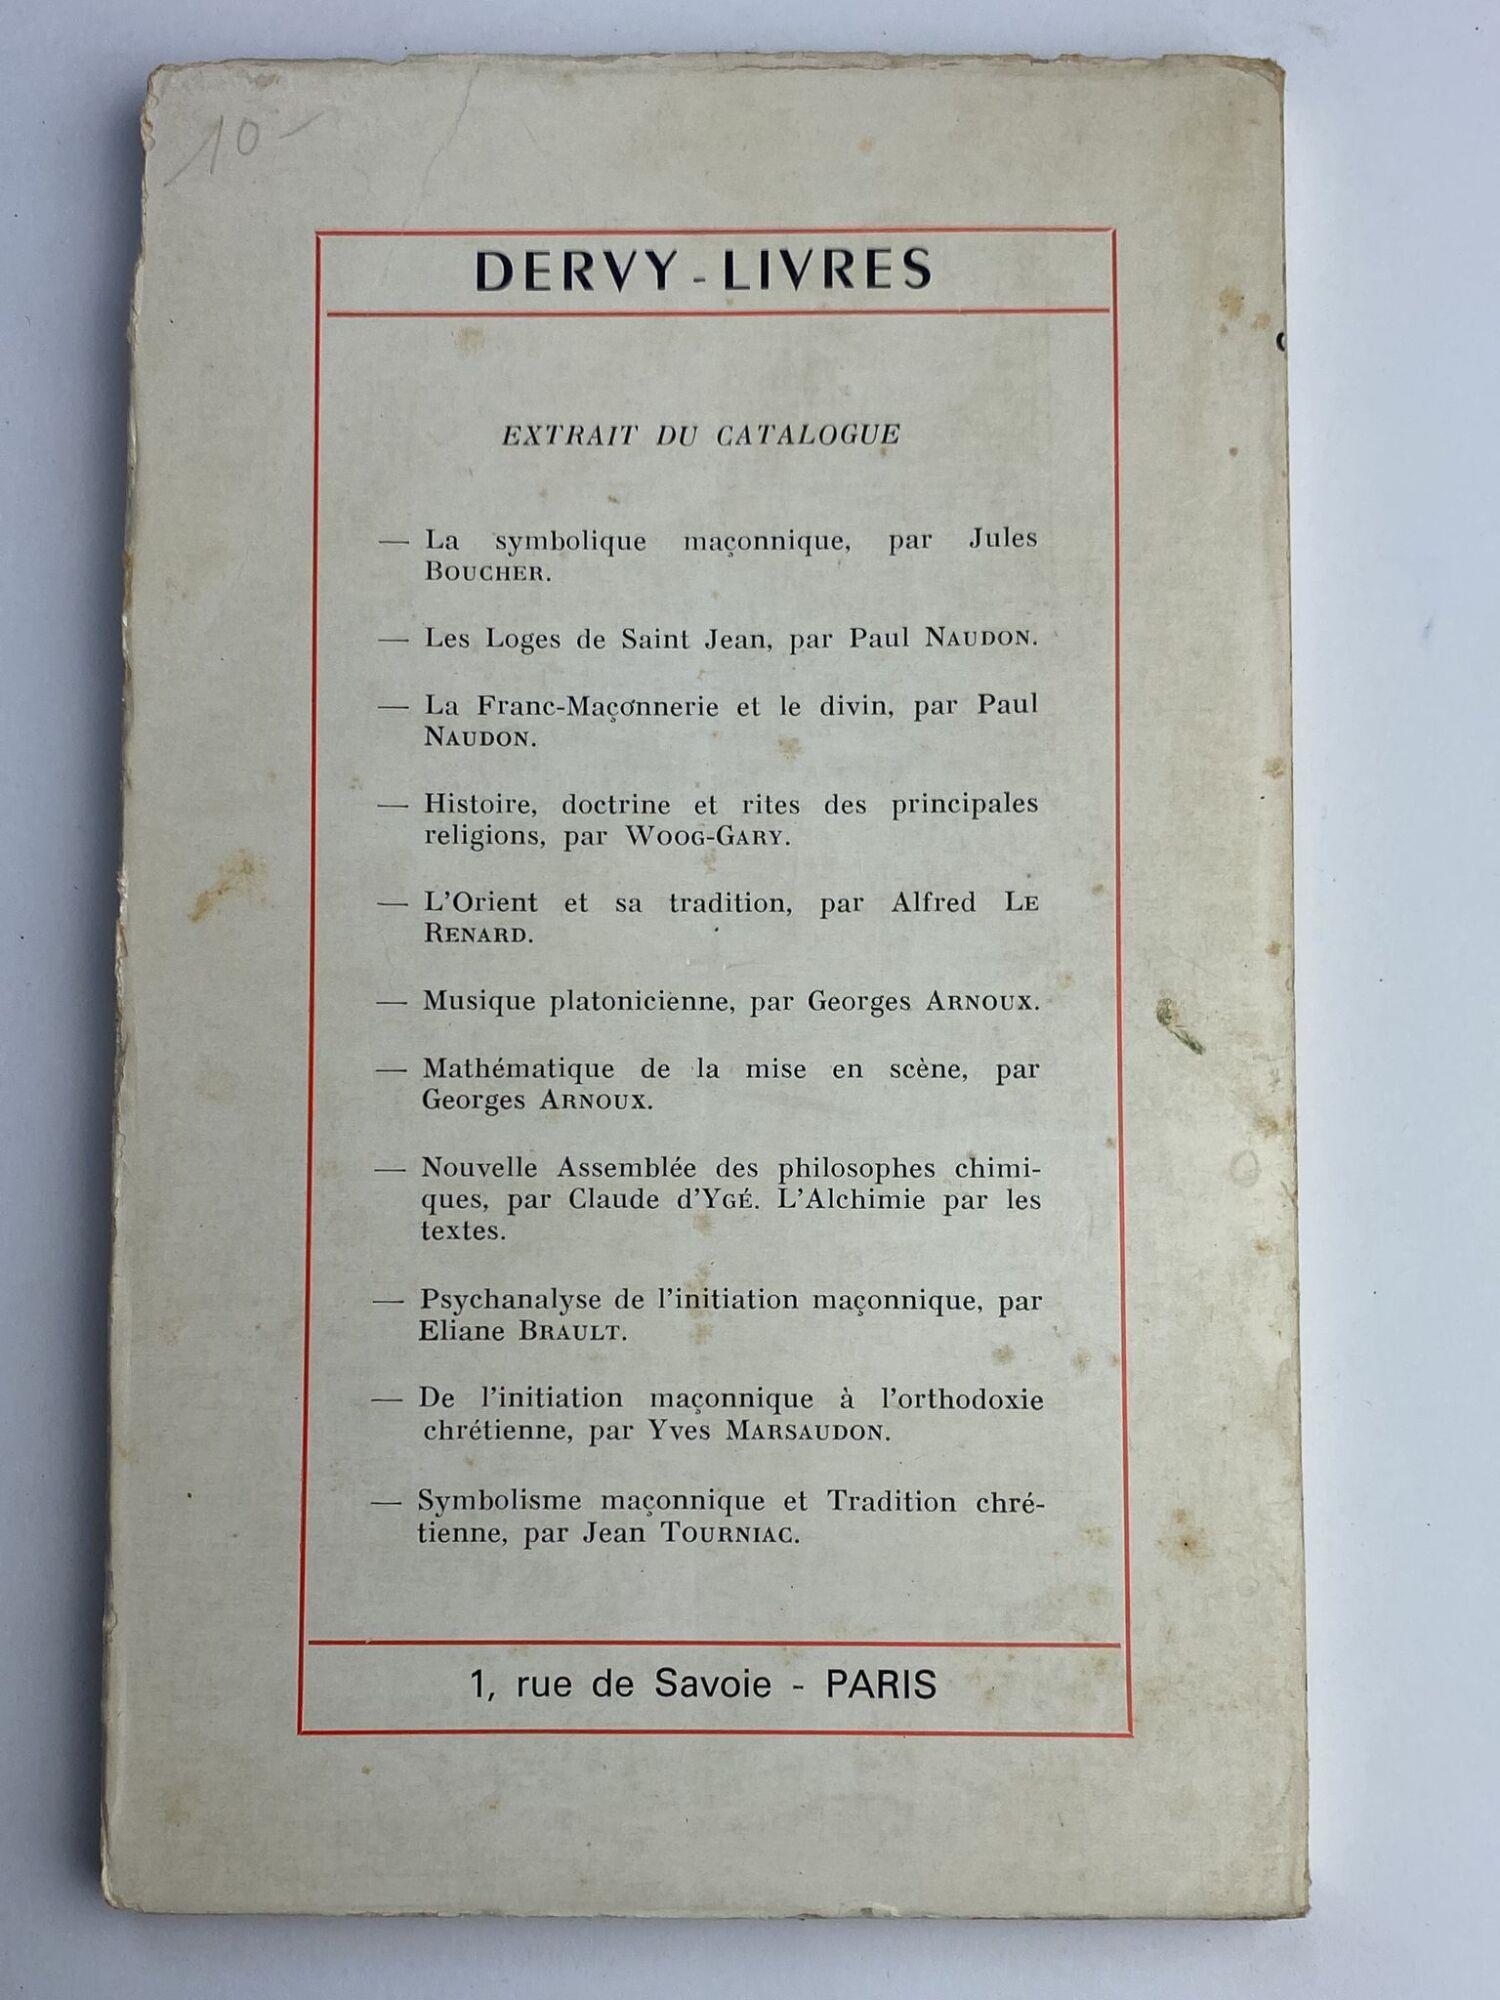 10-
DERVY - LIVRES
EXTRAIT DU CATALOGUE
— La symbolique maçonnique, par Jules
BOUCHER.
— Les Loges de Saint Jean, par Paul NAUDON.
— La Franc-Maçonnerie et le divin, par Paul
NAUDON.
— Histoire, doctrine et rites des principales
religions, par WOOG-GARY.
— L'Orient et sa tradition, par Alfred LE
RENARD.
— Musique platonicienne, par Georges ARNOUX.
— Mathématique de la mise en scène, par
Georges ARNOUX.
— Nouvelle Assemblée des philosophes chimi-
ques, par Claude d'YGÉ. L'Alchimie par les
textes.
— Psychanalyse de l'initiation maçonnique, par
Eliane BRAULT.
— De l'initiation maçonnique à l'orthodoxie
chrétienne, par Yves MARSAUDON.
— Symbolisme maçonnique et Tradition chré-
tienne, par Jean TOURNIAC.
1, rue de Savoie - PARIS